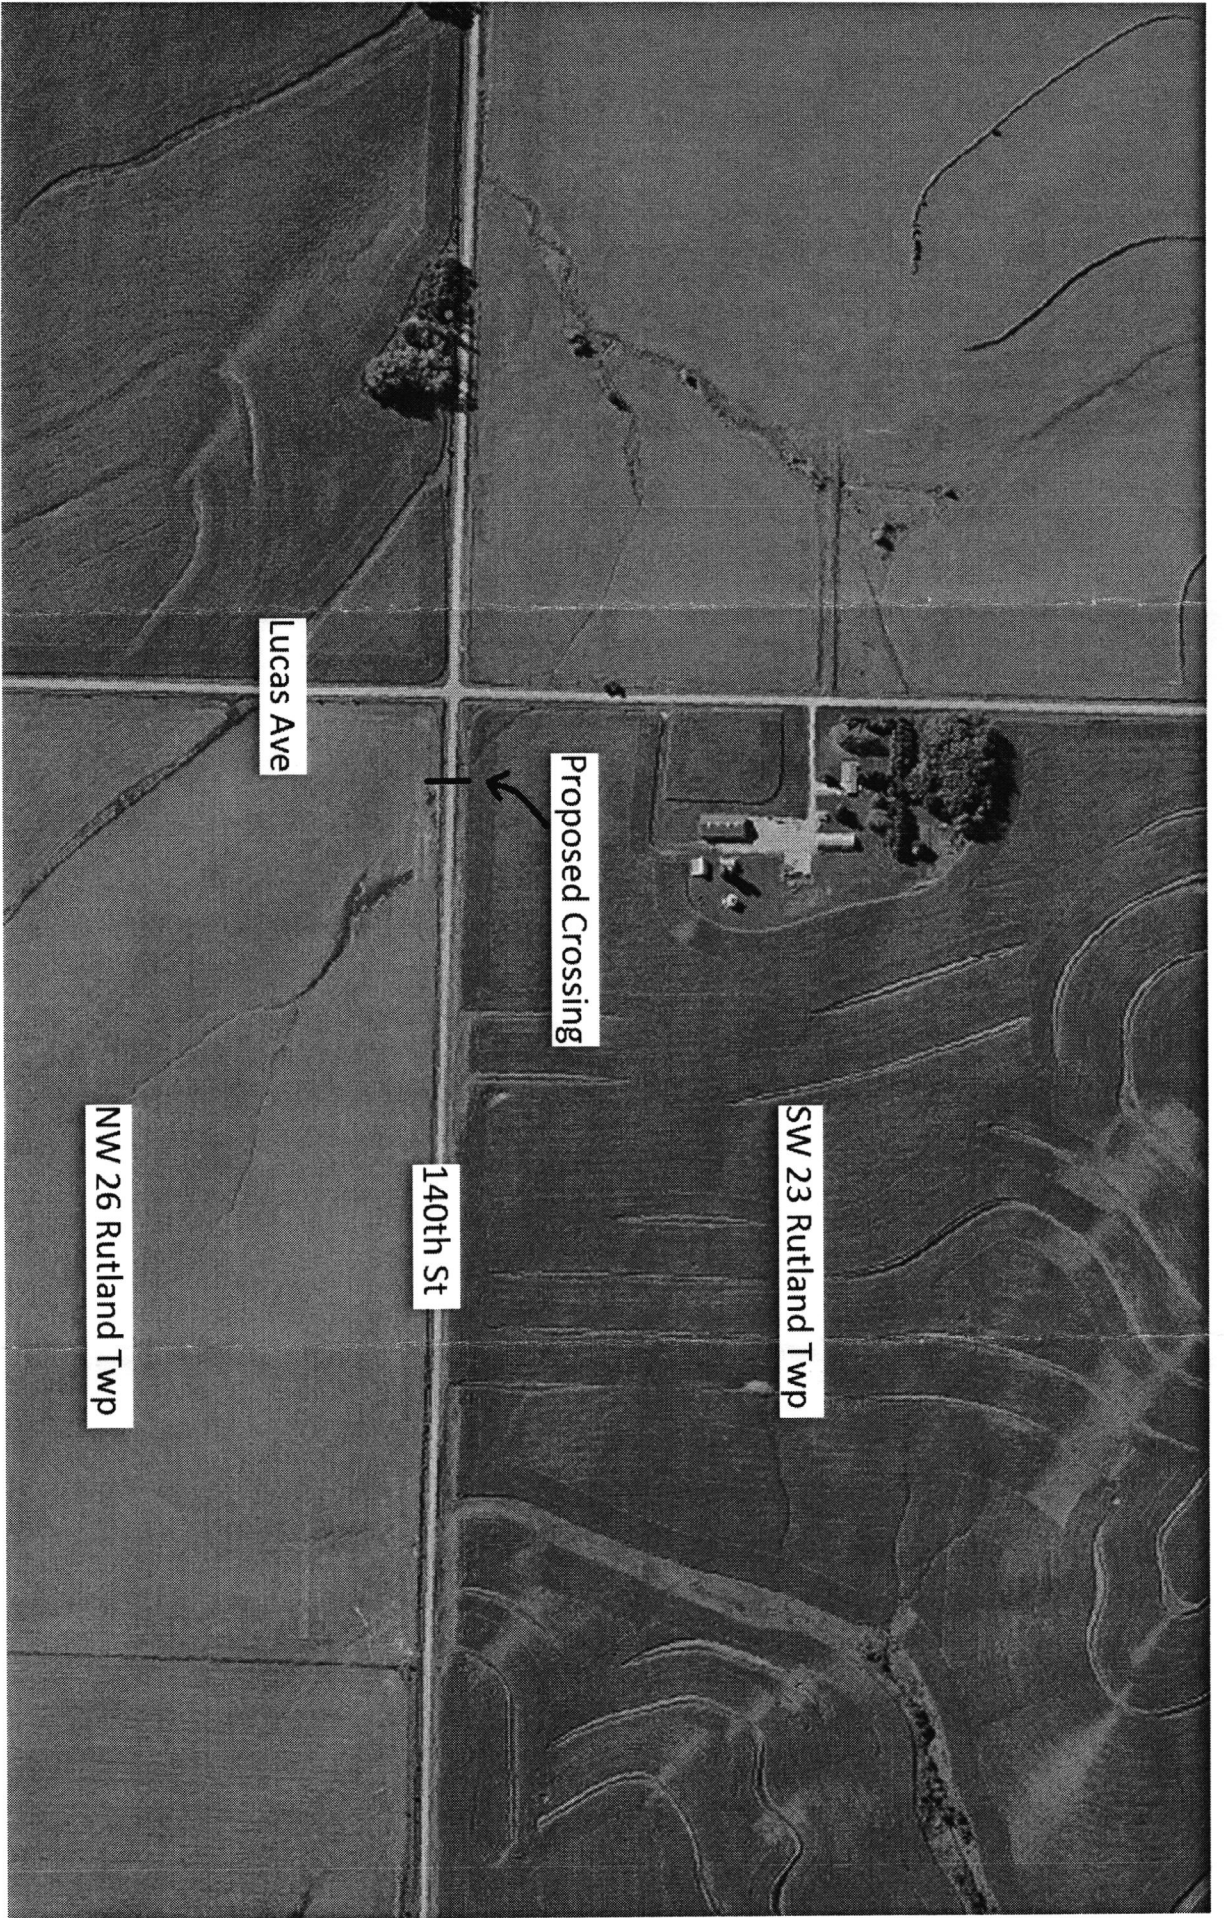 SW 23 Rutland Twp
Proposed Crossing
140th St
Lucas Ave
NW 26 Rutland Twp